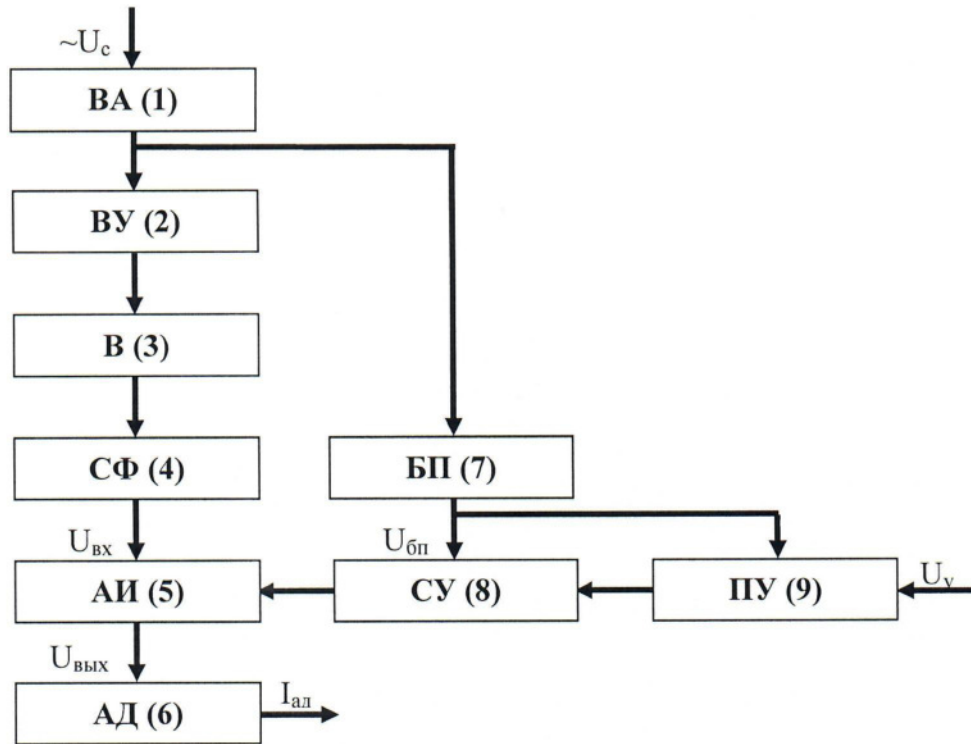 ~Uс
ВА (1)
ВУ (2)
В (3)
СФ (4)
БП (7)
Uвх
Uбп
АИ (5)
СУ (8)
ПУ (9)
Uу
Uвых
АД (6)
Iад